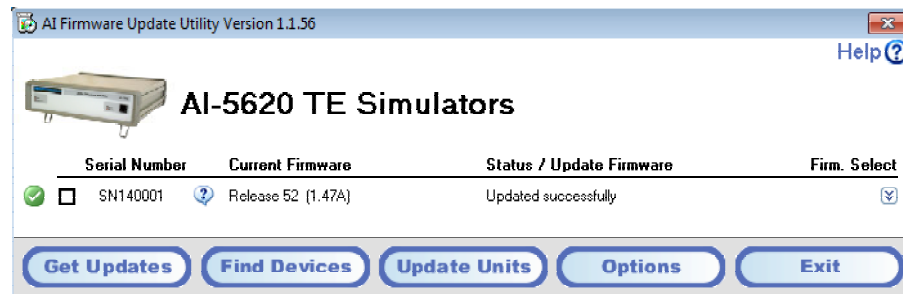 AI Firmware Update Utility Version 1.1.56
Help
AI-5620 TE Simulators
Serial Number Current Firmware Status / Update Firmware Firm. Select
SN140001 Release 52 (1.47A) Updated successfully
Get Updates Find Devices Update Units Options Exit